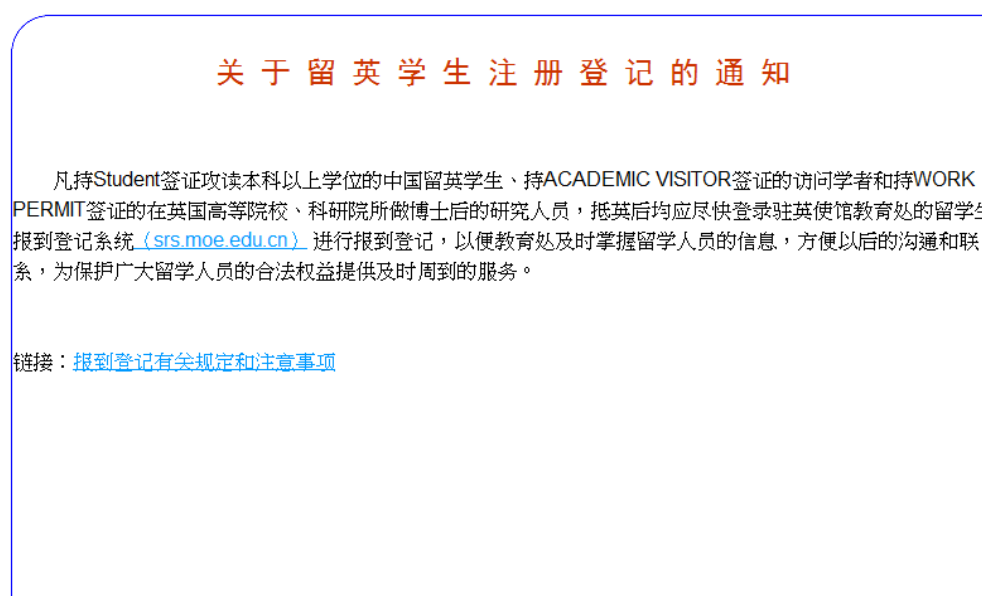 关于留英学生注册登记的通知
凡持Student签证攻读本科以上学位的中国留英学生、持ACADEMIC VISITOR签证的访问学者和持WORK
PERMIT签证的在英国高等院校、科研院所做博士后的研究人员，抵英后均应尽快登录驻英使馆教育处的留学生
报到登记系统（srs.moe.edu.cn） 进行报到登记，以便教育处及时掌握留学人员的信息，方便以后的沟通和联
系，为保护广大留学人员的合法权益提供及时周到的服务。
链接：报到登记有关规定和注意事项